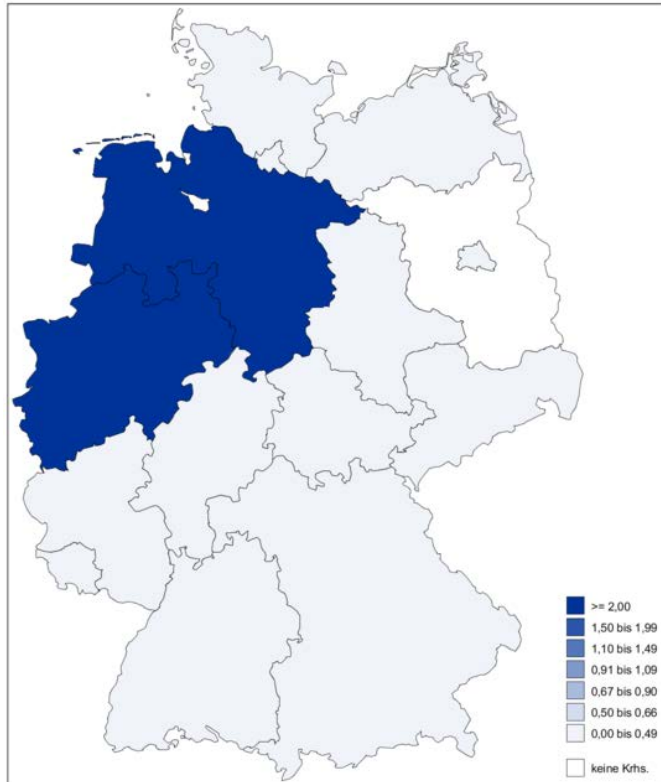 >= 2,00
1,50 bis 1,99
1,10 bis 1,49
0,91 bis 1,09
0,67 bis 0,90
0,50 bis 0,66
0,00 bis 0,49
keine Krhs.